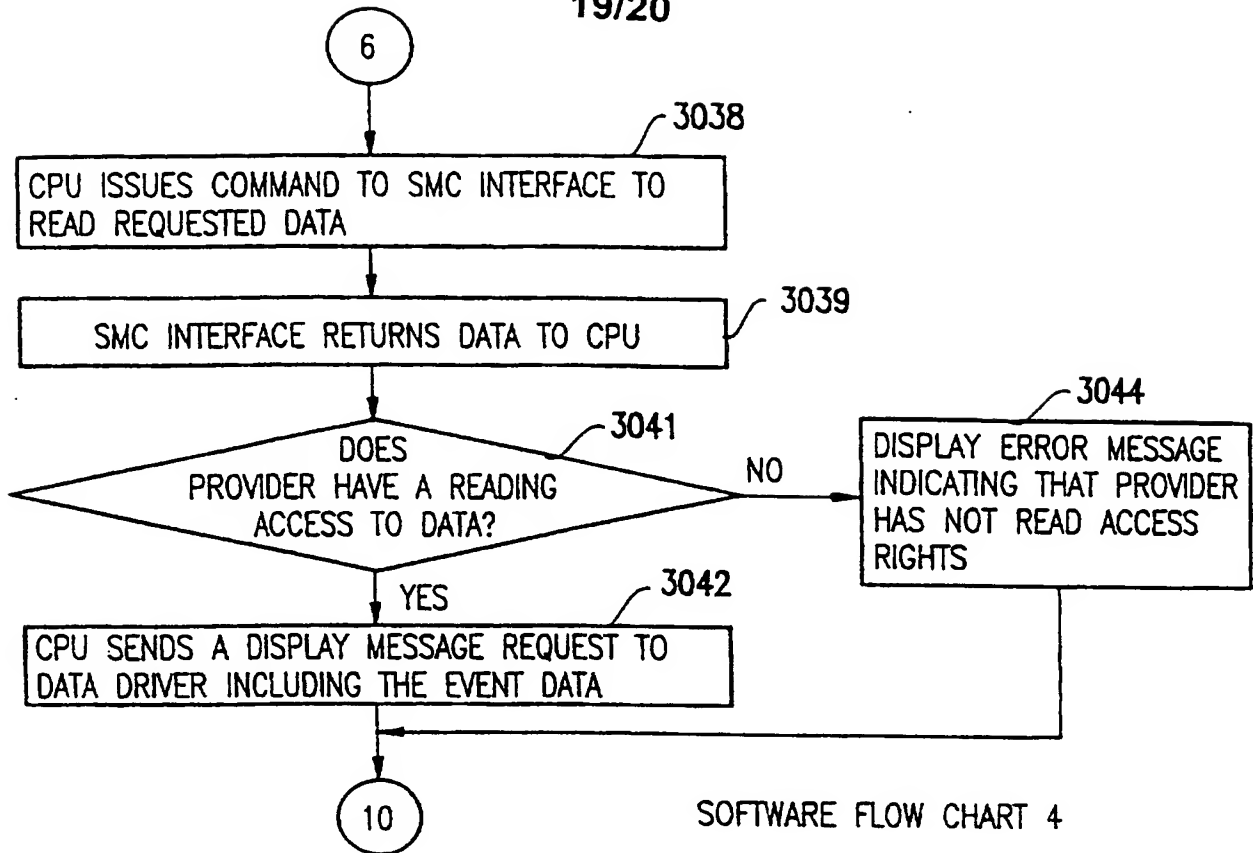 19/20
6
3038
CPU ISSUES COMMAND TO SMC INTERFACE TO
READ REQUESTED DATA
3039
SMC INTERFACE RETURNS DATA TO CPU
3041
DOES
PROVIDER HAVE A READING
ACCESS TO DATA?
NO
3044
DISPLAY ERROR MESSAGE
INDICATING THAT PROVIDER
HAS NOT READ ACCESS
RIGHTS
YES
3042
CPU SENDS A DISPLAY MESSAGE REQUEST TO
DATA DRIVER INCLUDING THE EVENT DATA
10
SOFTWARE FLOW CHART 4